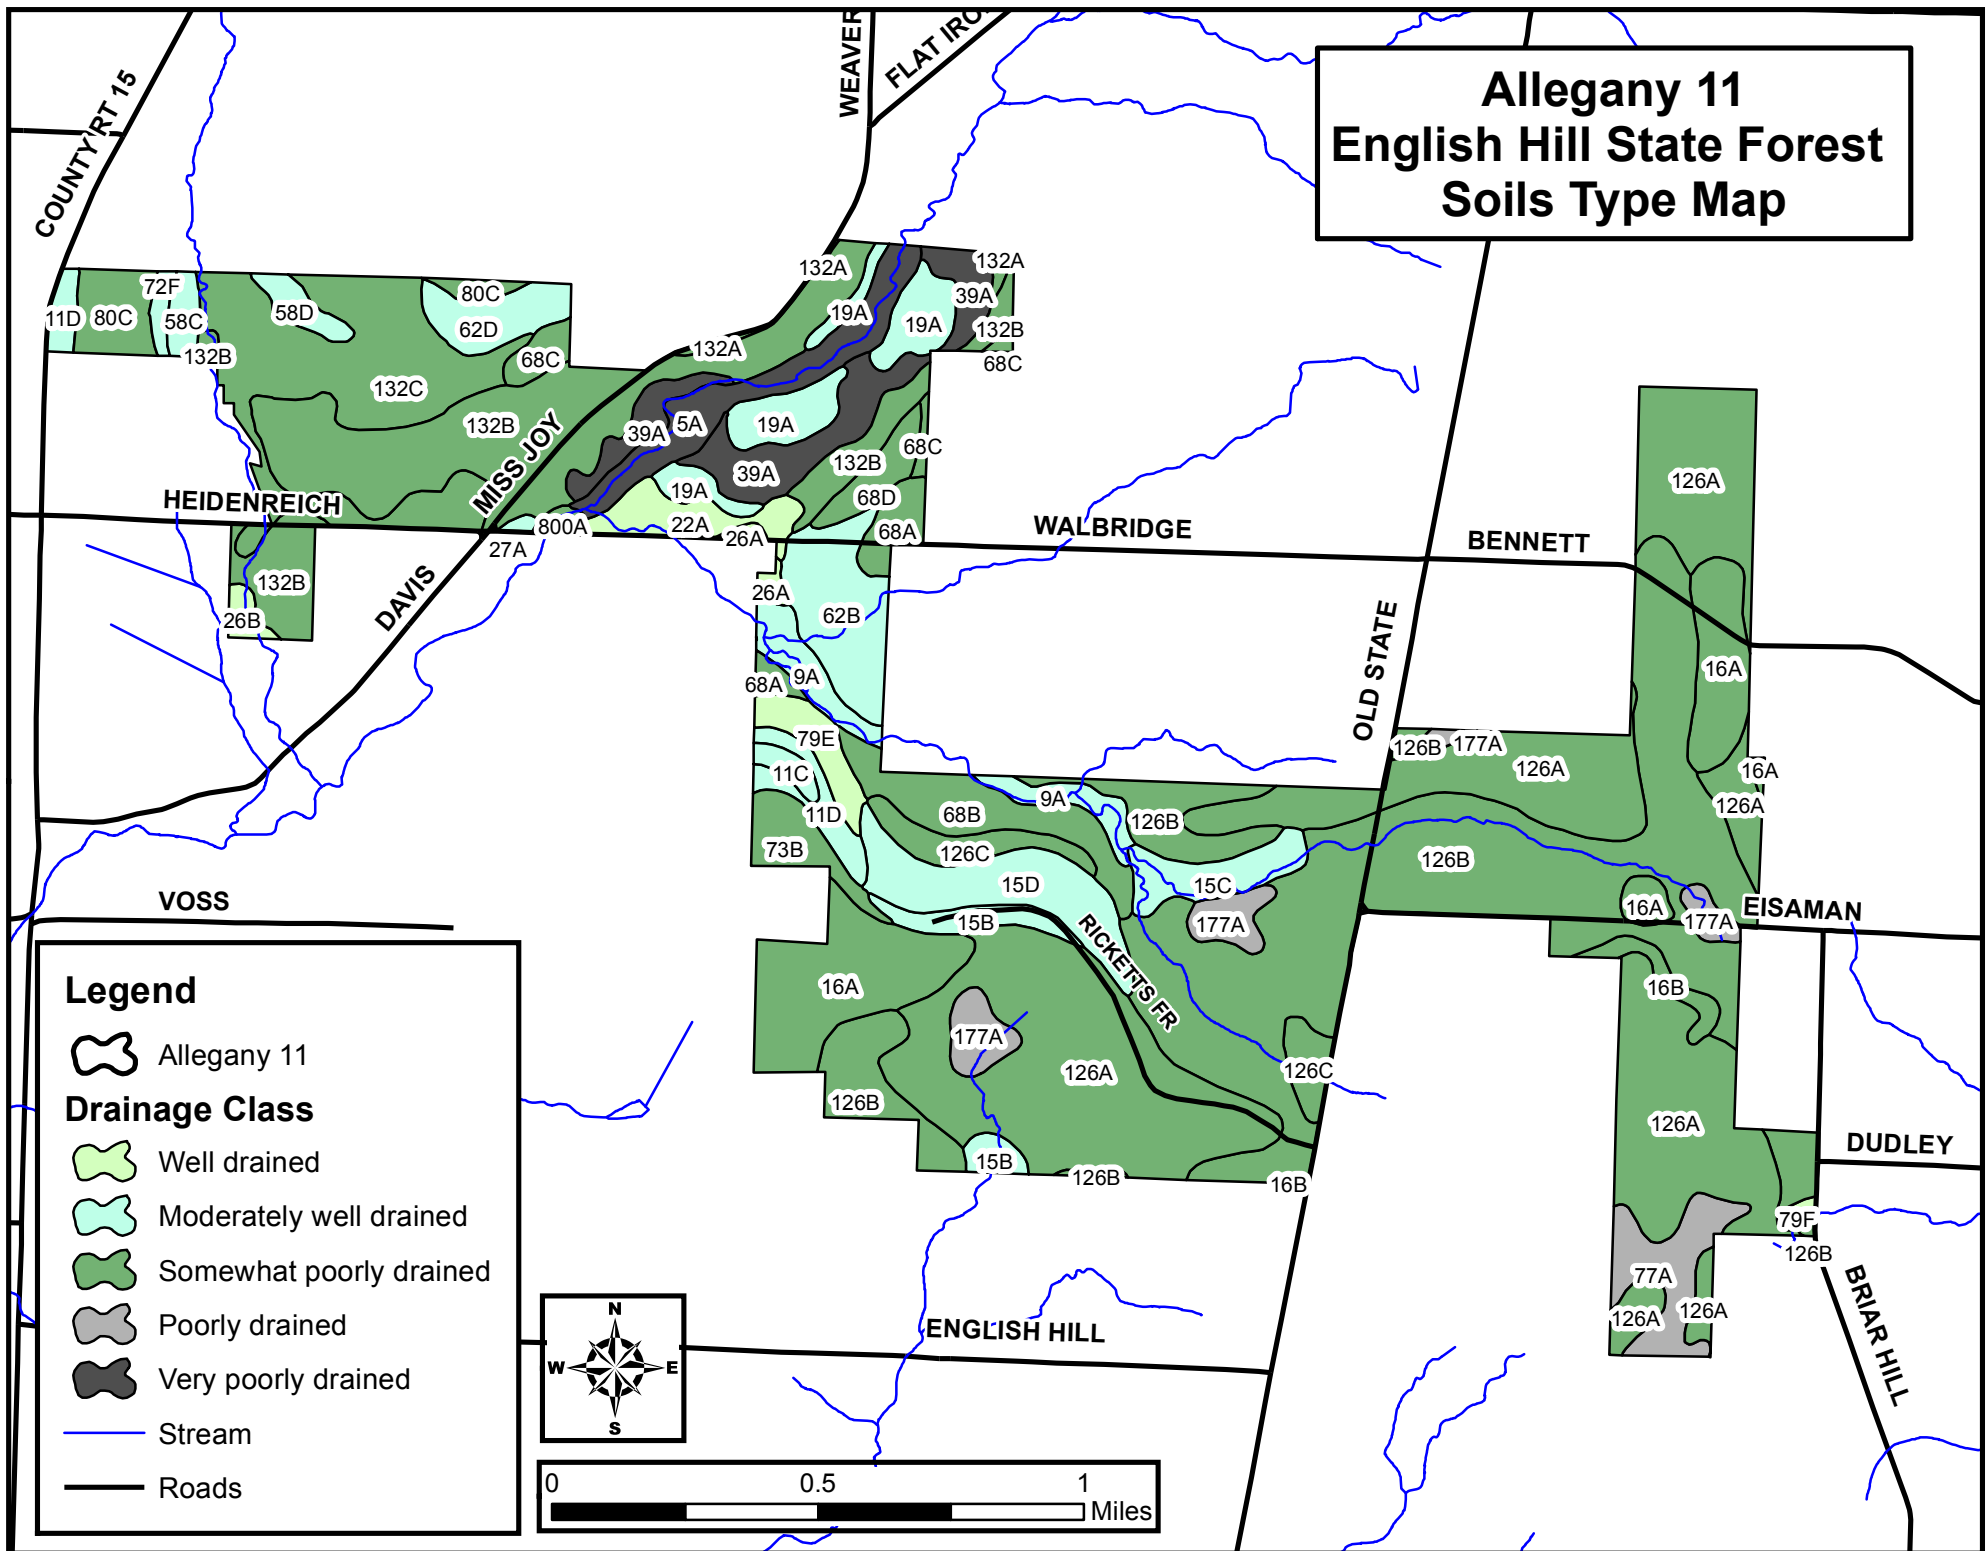 WEAVER
FLAT IRO
COUNTY RT 15
Allegany 11
English Hill State Forest
Soils Type Map
132A
132A
72F
80C
39A
11D
80C
58C
58D
62D
19A
19A
132B
132B
132A
68C
68C
132C
132B
MISS JOY
39A
5A
19A
68C
132B
39A
126A
HEIDENREICH
19A
68D
800A
22A
26A
68A
WALBRIDGE
BENNETT
27A
132B
DAVIS
26A
26B
62B
OLD STATE
9A
68A
16A
79E
126B
177A
126A
16A
11C
9A
126A
11D
68B
126B
73B
126C
126B
15D
15C
VOSS
15B
177A
16A
177A
EISAMAN
RICKETTS FR
16A
16B
177A
126A
126C
126B
126A
DUDLEY
15B
126B
16B
79F
126B
77A
126A
126A
BRIAR HILL
ENGLISH HILL
Legend
Allegany 11
Drainage Class
Well drained
Moderately well drained
Somewhat poorly drained
Poorly drained
Very poorly drained
Stream
Roads
N
W E
S
0 0.5 1
Miles